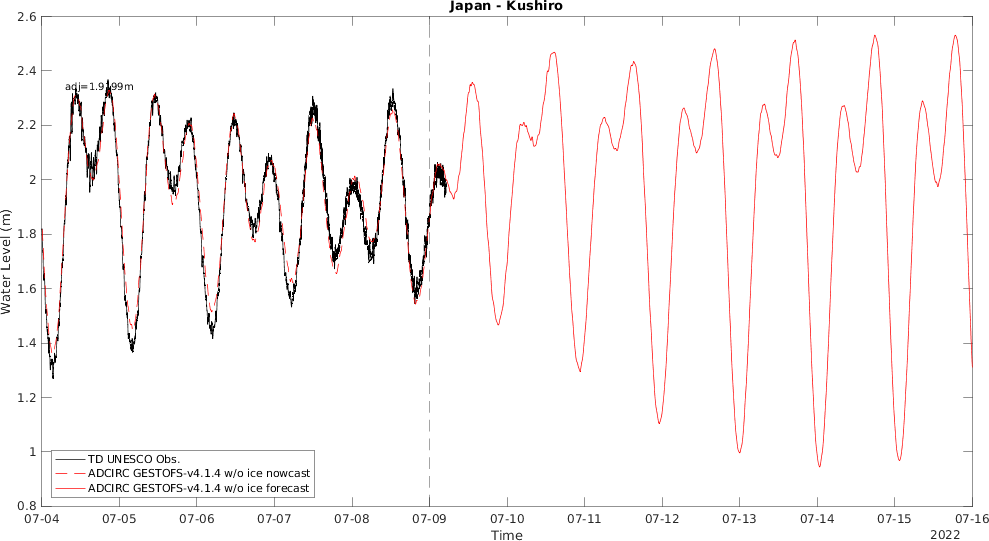 Japan - Kushiro
2.6
2.4
2.2
2
1.8
1.6
1.4
1.2
1
0.8
Water Level (m)
TD UNESCO Obs.
ADCIRC GESTOFS-v4.1.4 w/o ice nowcast
ADCIRC GESTOFS-v4.1.4 w/o ice forecast
07-04 07-05 07-06 07-07 07-08 07-09 07-10 07-11 07-12 07-13 07-14 07-15 07-16
Time
2022